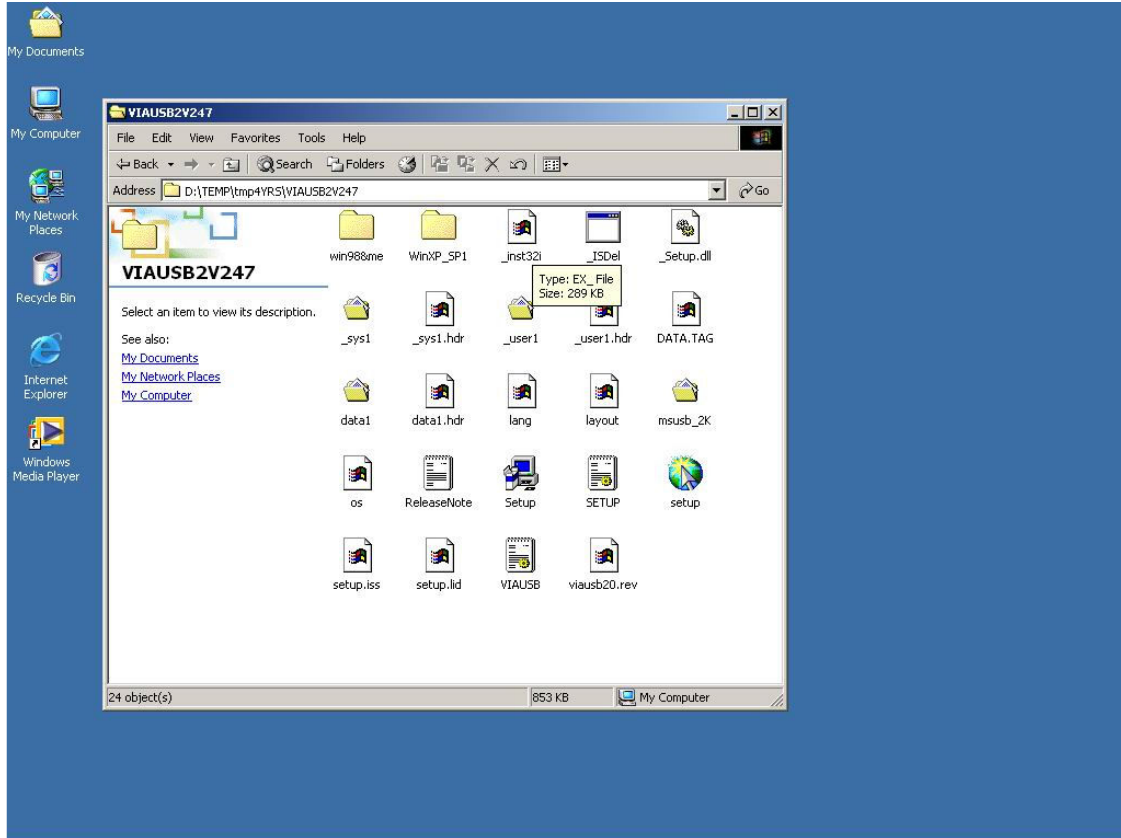 My Documents
My Computer
My Network
Places
Recycle Bin
Internet
Explorer
Windows
Media Player
VIAUSB2V247
File Edit View Favorites Tools Help
Back Search Folders
Address D:\TEMP\tmp4YRS\VIAUSB2V247 Go
VIAUSB2V247
Select an item to view its description.
See also:
My Documents
My Network Places
My Computer
win98&me WinXP_SP1 _inst32i _ISDel _Setup.dll
Type: EX_ File
Size: 289 KB
_sys1 _sys1.hdr _user1 _user1.hdr DATA.TAG
data1 data1.hdr lang layout msusb_2K
os ReleaseNote Setup SETUP setup
setup.iss setup.lid VIAUSB viausb20.rev
24 object(s) 853 KB My Computer